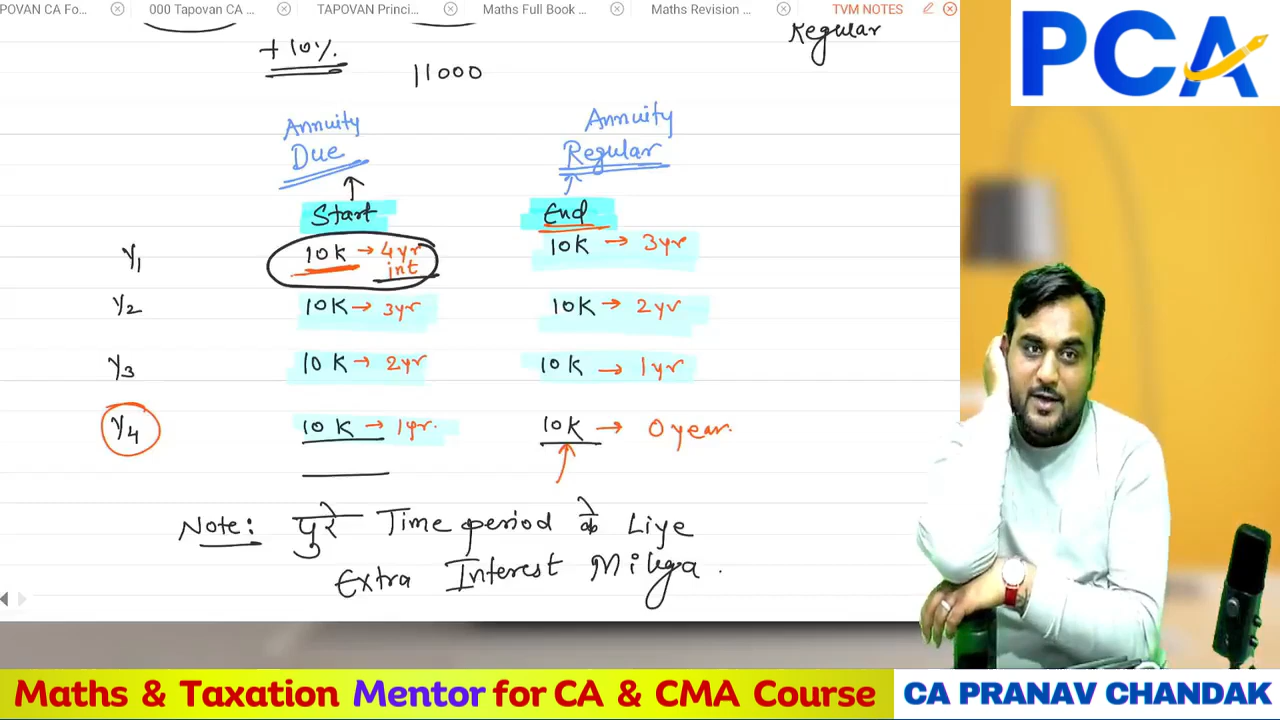 POVAN CA Fo... 000 Tapovan CA ... TAPOVAN Princi... Maths Full Book ... Maths Revision ... TVM NOTES
Regular
+10%. 11000
PCA
Annuity Due Annuity Regular
Start End
Y1 10K → 4yr int 10K → 3yr
Y2 10K → 3yr 10K → 2yr
Y3 10K → 2yr 10K → 1yr
Y4 10K → 1yr. 10K → 0 year.
Note: पुरे Time period के Liye
Extra Interest Milega.
Maths & Taxation Mentor for CA & CMA Course
CA PRANAV CHANDAK